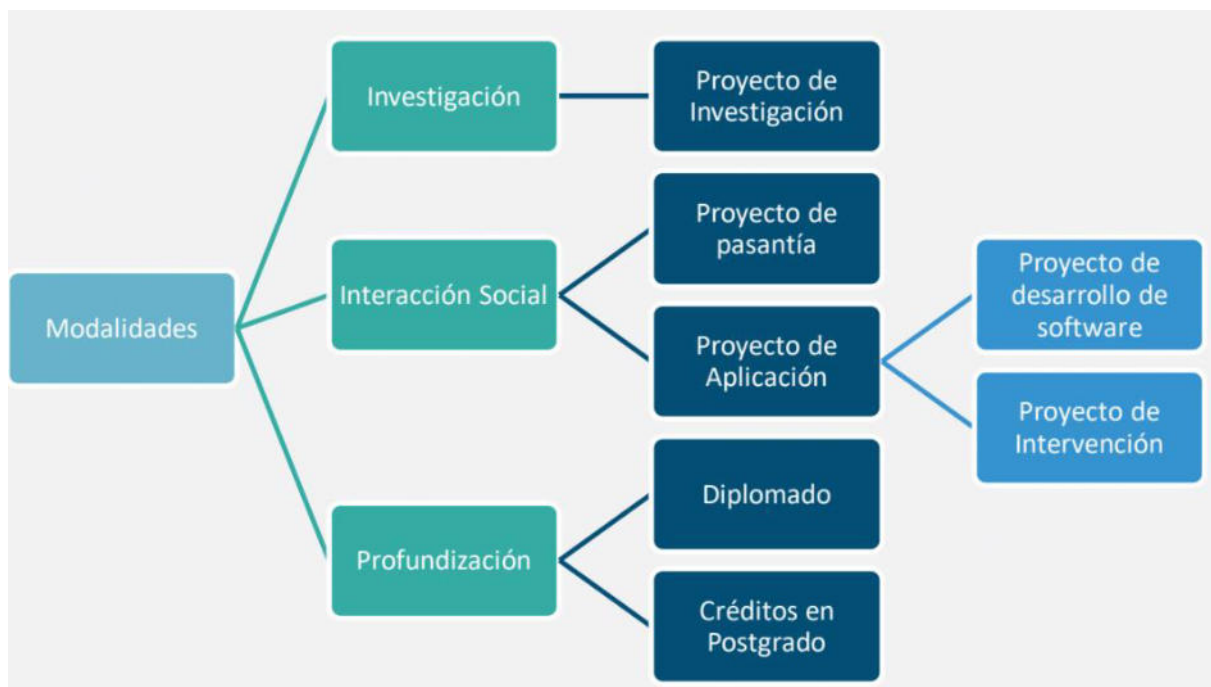 Modalidades
Investigación
Proyecto de
Investigación
Interacción Social
Proyecto de
pasantía
Proyecto de
Aplicación
Proyecto de
desarrollo de
software
Proyecto de
Intervención
Profundización
Diplomado
Créditos en
Postgrado